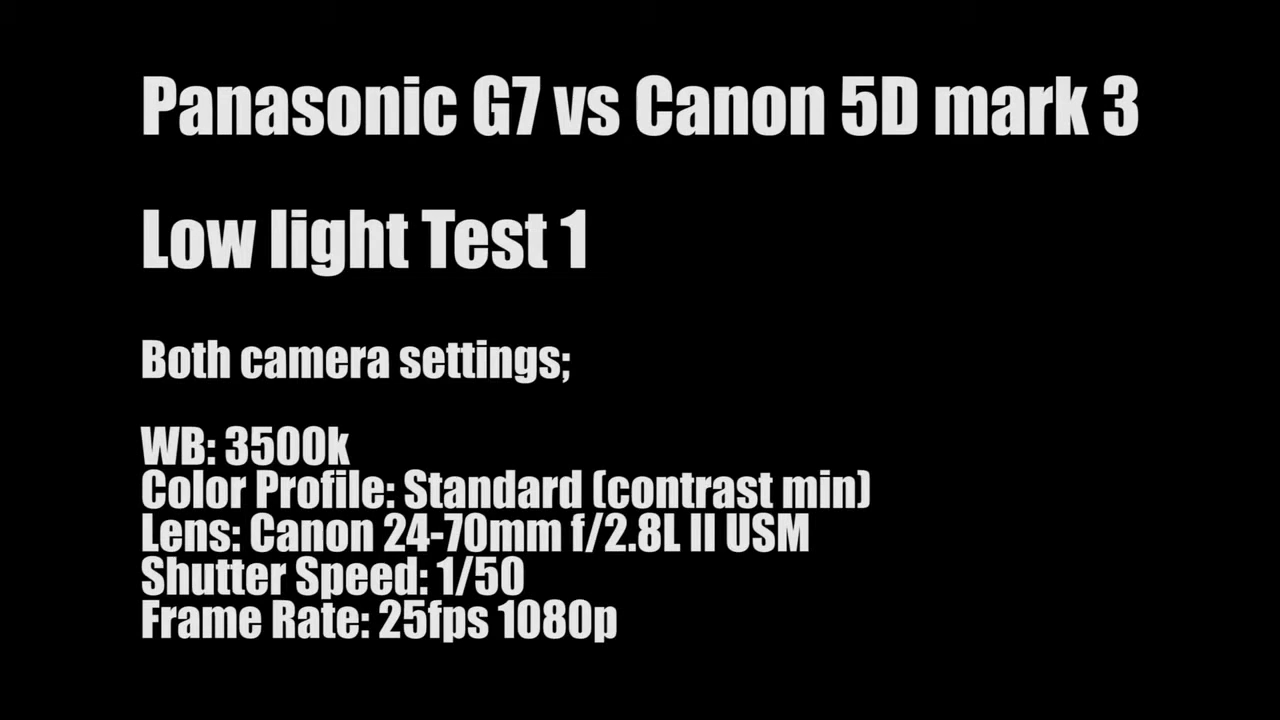 Panasonic G7 vs Canon 5D mark 3
Low light Test 1
Both camera settings;
WB: 3500k
Color Profile: Standard (contrast min)
Lens: Canon 24-70mm f/2.8L II USM
Shutter Speed: 1/50
Frame Rate: 25fps 1080p